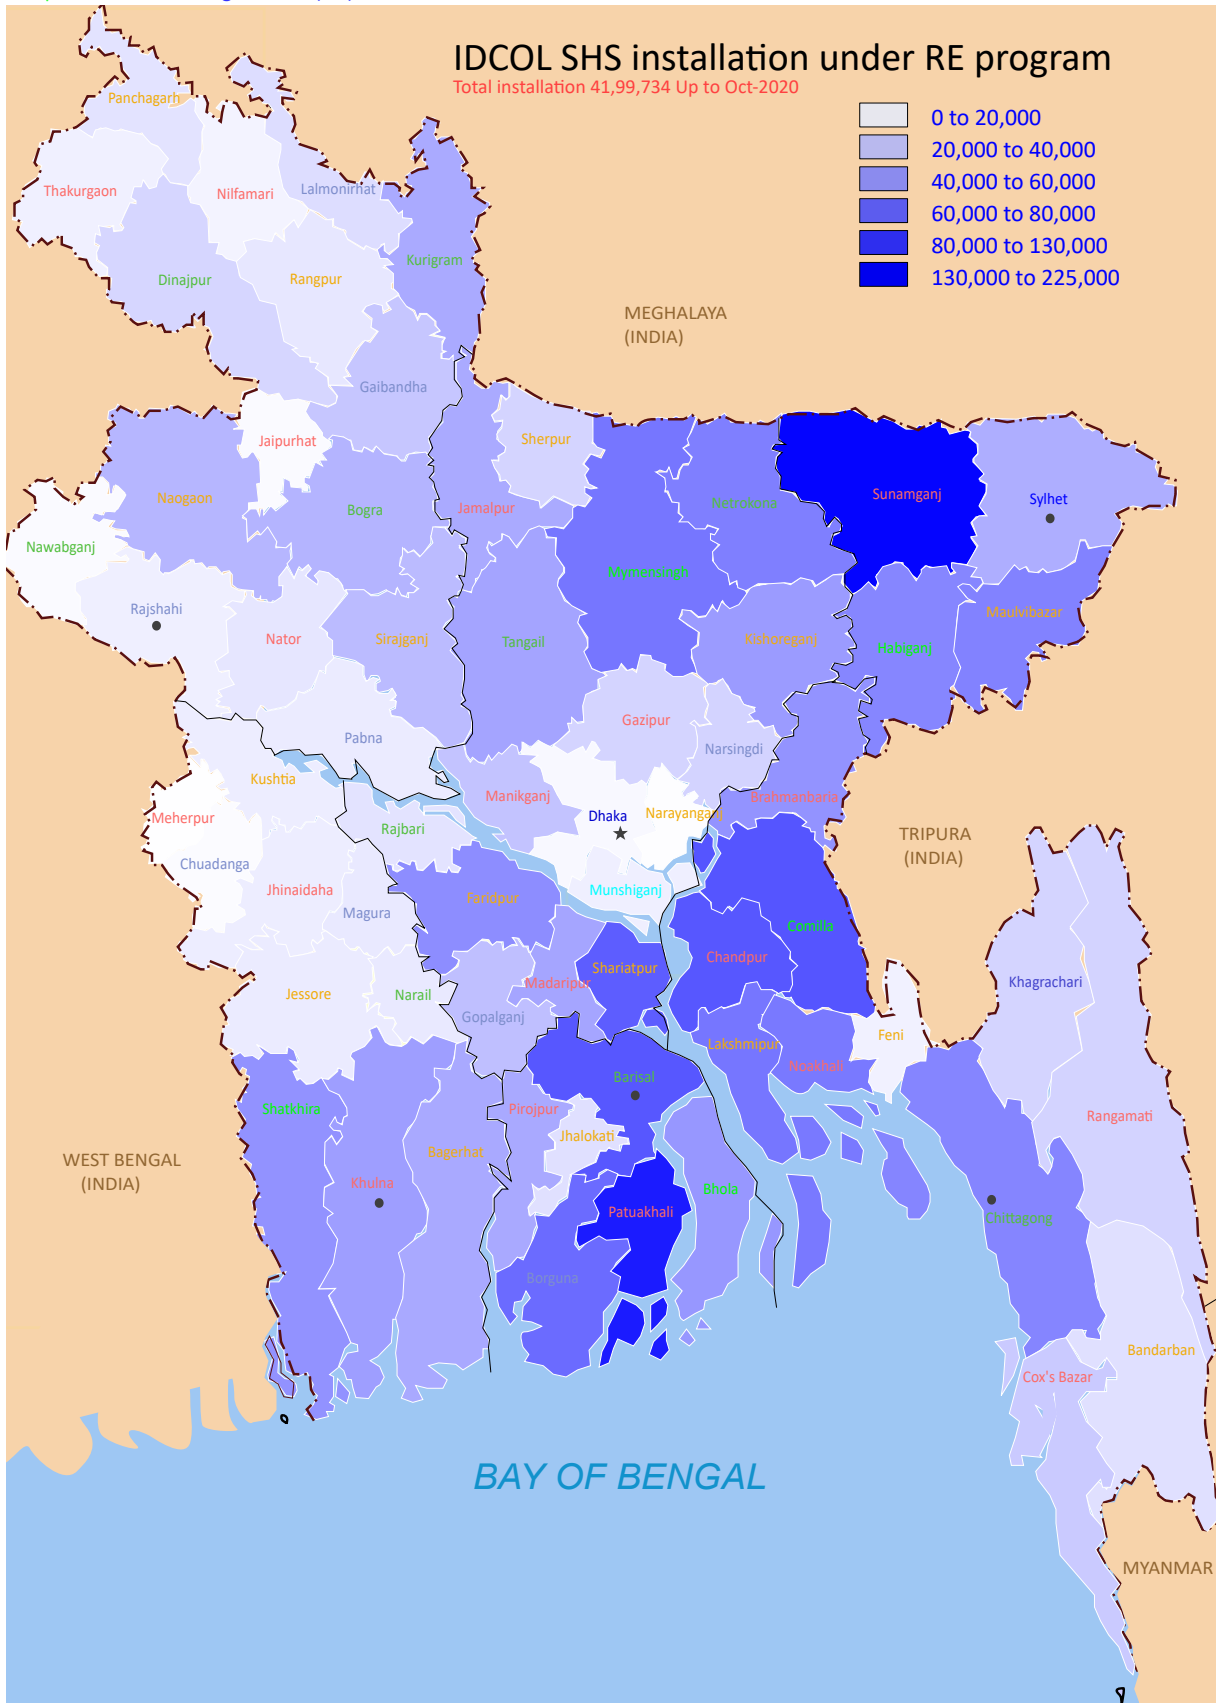 IDCOL SHS installation under RE program
Total installation 41,99,734 Up to Oct-2020
0 to 20,000
20,000 to 40,000
40,000 to 60,000
60,000 to 80,000
80,000 to 130,000
130,000 to 225,000
Panchagarh
Thakurgaon
Nilfamari
Lalmonirhat
Dinajpur
Rangpur
Kurigram
MEGHALAYA
(INDIA)
Gaibandha
Jaipurhat
Sherpur
Naogaon
Bogra
Jamalpur
Netrokona
Sunamganj
Sylhet
Nawabganj
Mymensingh
Rajshahi
Nator
Sirajganj
Tangail
Kishoreganj
Habiganj
Maulvibazar
Gazipur
Pabna
Narsingdi
Kushtia
Manikganj
Brahmanbaria
Meherpur
Rajbari
Dhaka
Narayanganj
TRIPURA
(INDIA)
Chuadanga
Jhinaidaha
Magura
Faridpur
Munshiganj
Comilla
Chandpur
Shariatpur
Madaripur
Khagrachari
Jessore
Narail
Gopalganj
Lakshmipur
Noakhali
Feni
Barisal
Shatkhira
Pirojpur
Jhalokati
Rangamati
WEST BENGAL
(INDIA)
Bagerhat
Khulna
Patuakhali
Bhola
Chittagong
Borguna
Bandarban
Cox's Bazar
BAY OF BENGAL
MYANMAR